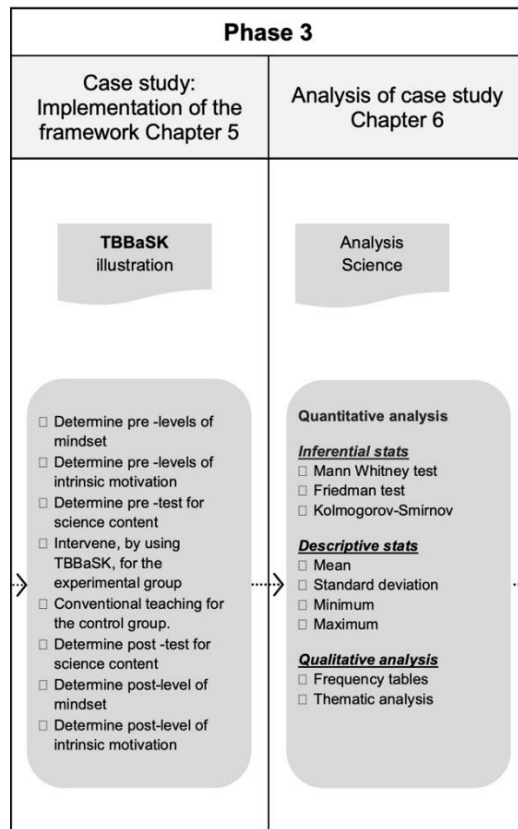 Phase 3
Case study:
Implementation of the
framework Chapter 5
Analysis of case study
Chapter 6
TBBaSK
illustration
Analysis
Science
□ Determine pre -levels of
mindset
□ Determine pre -levels of
intrinsic motivation
□ Determine pre -test for
science content
□ Intervene, by using
TBBaSK, for the
experimental group
□ Conventional teaching for
the control group.
□ Determine post -test for
science content
□ Determine post-level of
mindset
□ Determine post-level of
intrinsic motivation
Quantitative analysis
Inferential stats
□ Mann Whitney test
□ Friedman test
□ Kolmogorov-Smirnov
Descriptive stats
□ Mean
□ Standard deviation
□ Minimum
□ Maximum
Qualitative analysis
□ Frequency tables
□ Thematic analysis